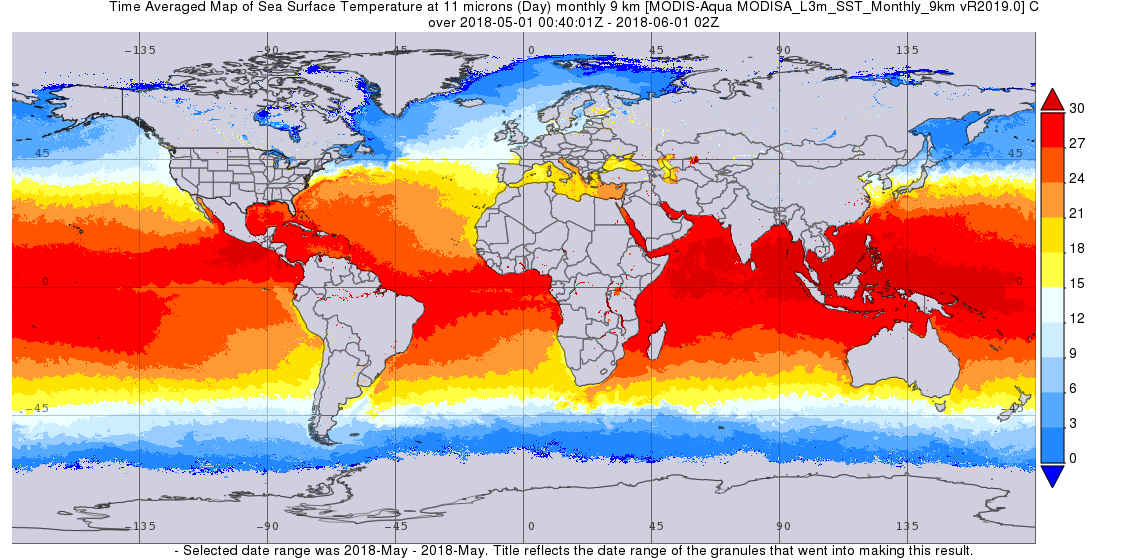 Time Averaged Map of Sea Surface Temperature at 11 microns (Day) monthly 9 km [MODIS-Aqua MODISA_L3m_SST_Monthly_9km vR2019.0] C
over 2018-05-01 00:40:01Z - 2018-06-01 02Z
-135 -90 -45 0 45 90 135
30
27
24
21
18
15
12
9
6
3
0
45 45
0 0
-45
-135 -90 -45 0 45 90 135
- Selected date range was 2018-May - 2018-May. Title reflects the date range of the granules that went into making this result.